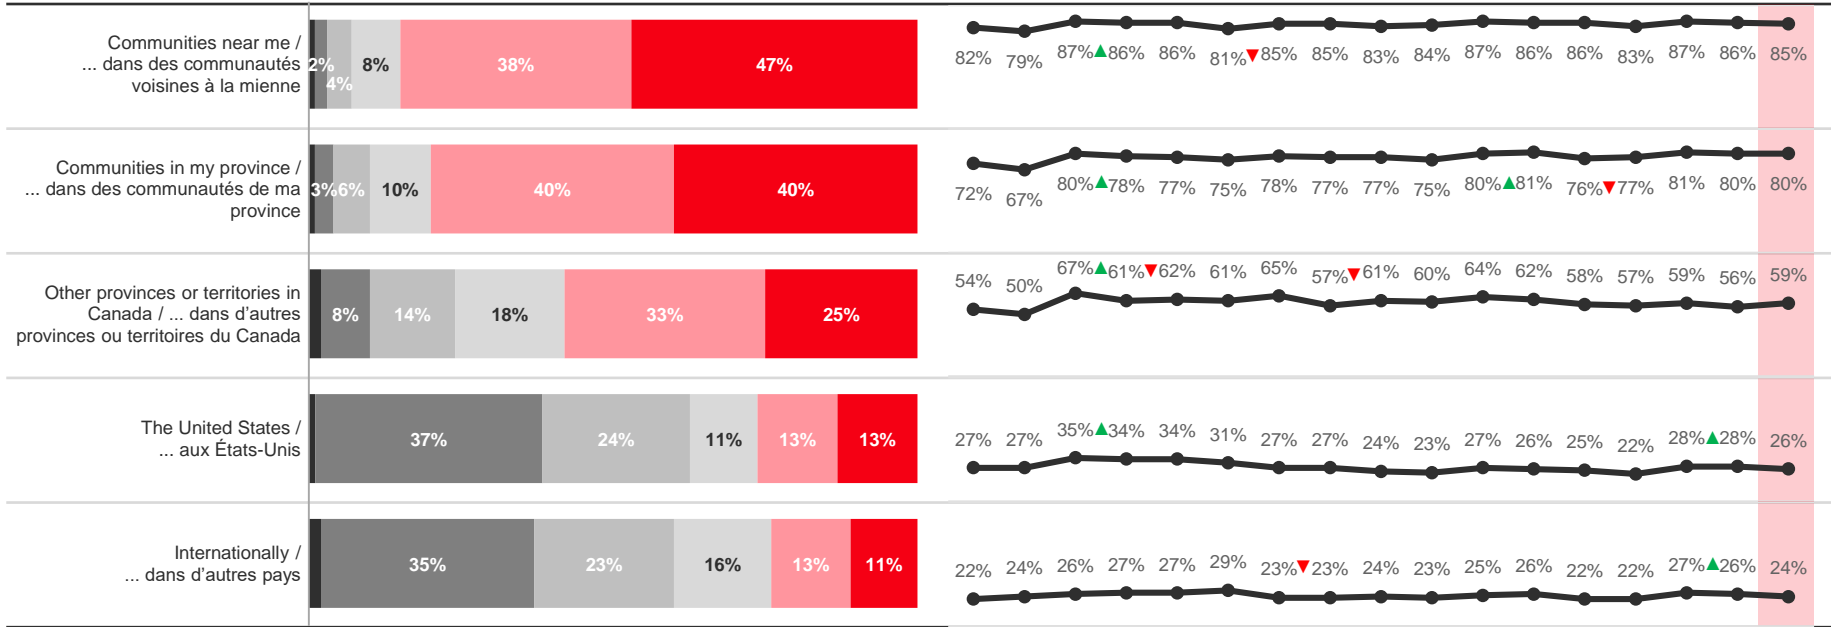 Communities near me /
... dans des communautés
voisines à la mienne
2%
4%
8%
38%
47%
82% 79% 87%▲86% 86% 81%▼85% 85% 83% 84% 87% 86% 86% 83% 87% 86% 85%
Communities in my province /
... dans des communautés de ma
province
3% 6% 10% 40% 40%
72% 67% 80%▲78% 77% 75% 78% 77% 77% 75% 80%▲81% 76%▼77% 81% 80% 80%
Other provinces or territories in
Canada / ... dans d'autres
provinces ou territoires du Canada
8% 14% 18% 33% 25%
54% 50% 67%▲61%▼62% 61% 65% 57%▼61% 60% 64% 62% 58% 57% 59% 56% 59%
The United States /
... aux États-Unis
37% 24% 11% 13% 13%
27% 27% 35%▲34% 34% 31% 27% 27% 24% 23% 27% 26% 25% 22% 28%▲28% 26%
Internationally /
... dans d'autres pays
35% 23% 16% 13% 11%
22% 24% 26% 27% 27% 29% 23%▼23% 24% 23% 25% 26% 22% 22% 27%▲26% 24%